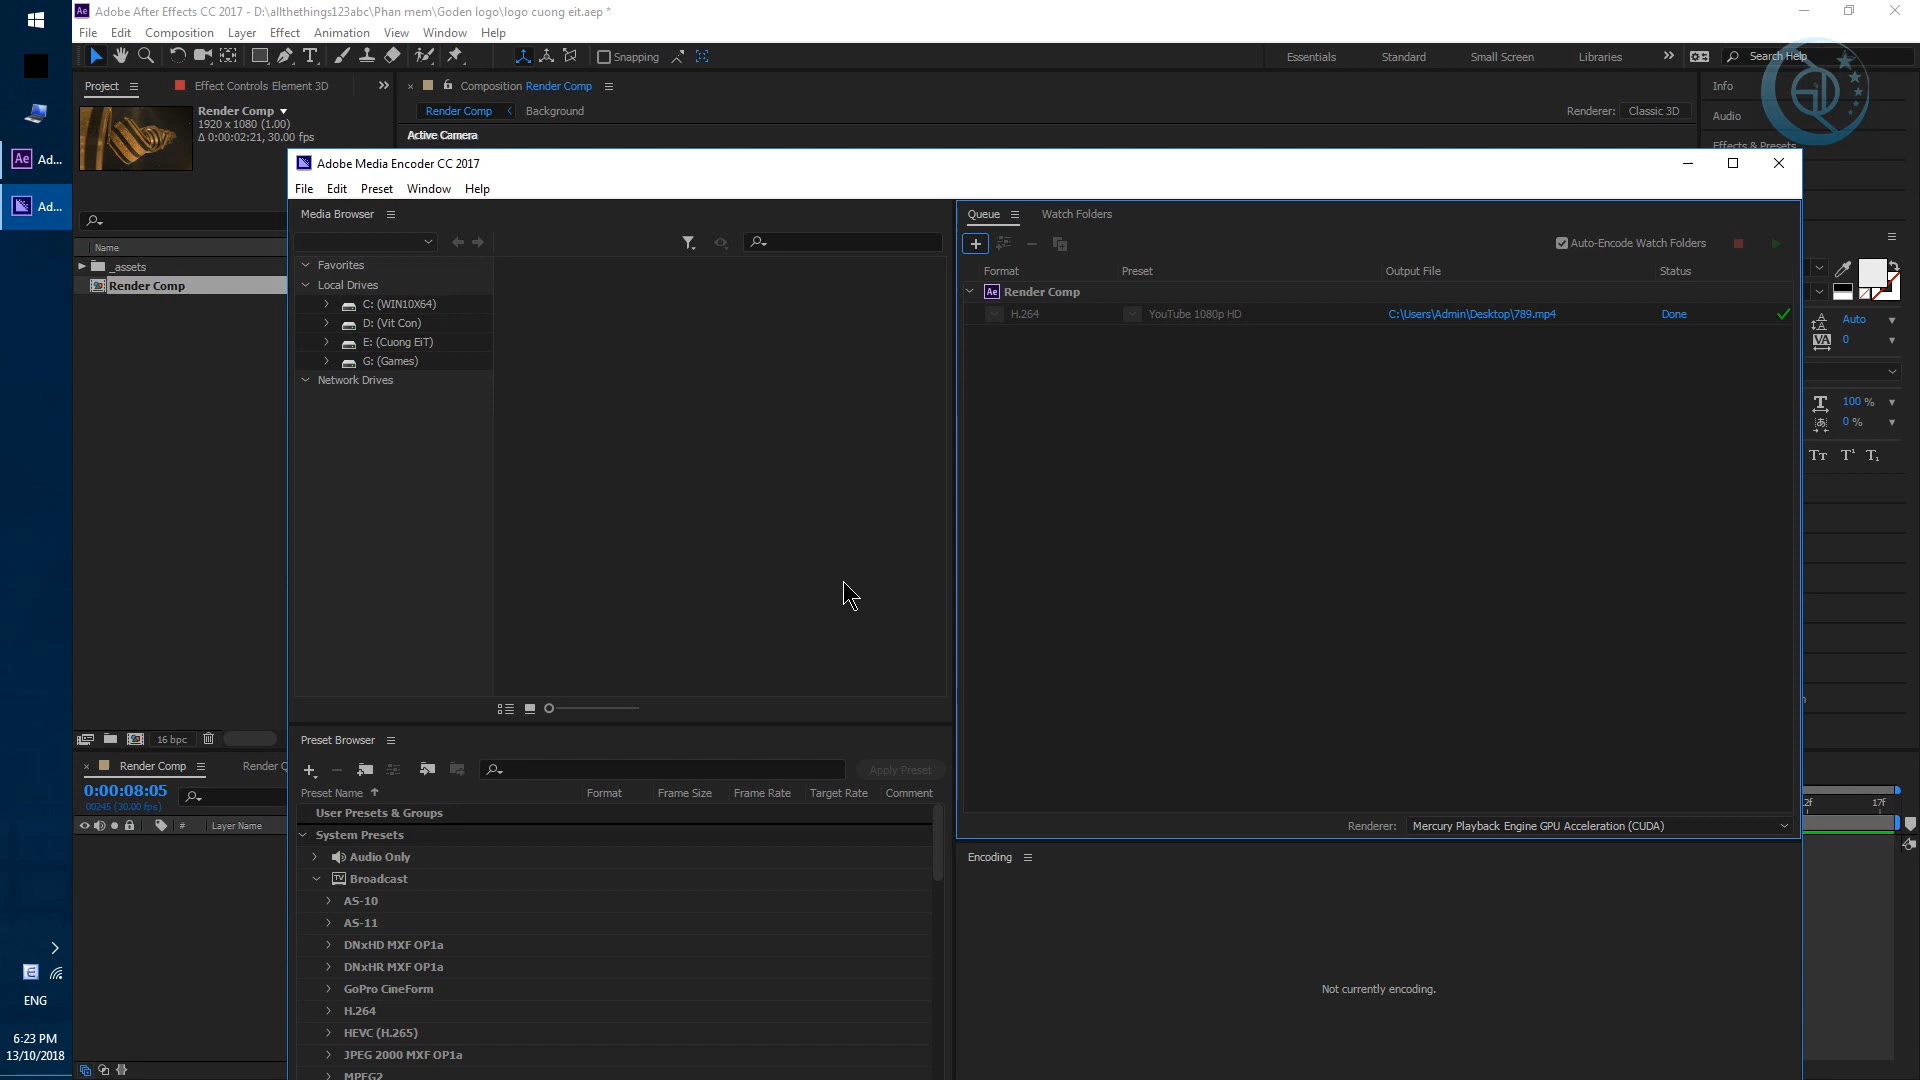 Adobe After Effects CC 2017 - D:\allthethings123abc\Phan mem\Goden logo\logo cuong eit.aep *
File Edit Composition Layer Effect Animation View Window Help
Snapping
Essentials Standard Small Screen Libraries Search Help
Project
Effect Controls Element 3D
Composition Render Comp
Info
Render Comp
1920 x 1080 (1.00)
Δ 0:00:02:21, 30.00 fps
Render Comp Background
Renderer: Classic 3D
Active Camera
Audio
Effects & Presets
Ad...
Ad...
Adobe Media Encoder CC 2017
File Edit Preset Window Help
Media Browser
Queue Watch Folders
Auto-Encode Watch Folders
Name
_assets
Render Comp
Favorites
Local Drives
C: (WIN10X64)
D: (Vit Con)
E: (Cuong EiT)
G: (Games)
Network Drives
Format Preset Output File Status
Render Comp
H.264 YouTube 1080p HD C:\Users\Admin\Desktop\789.mp4 Done
Auto
0
100 %
0 %
16 bpc
Render Comp Render Q
0:00:08:05
00245 (30.00 fps)
# Layer Name
Preset Browser
Apply Preset
Preset Name Format Frame Size Frame Rate Target Rate Comment
User Presets & Groups
System Presets
Audio Only
Broadcast
AS-10
AS-11
DNxHD MXF OP1a
DNxHR MXF OP1a
GoPro CineForm
H.264
HEVC (H.265)
JPEG 2000 MXF OP1a
MPEG2
Renderer: Mercury Playback Engine GPU Acceleration (CUDA)
Encoding
Not currently encoding.
2f 17f
ENG
6:23 PM
13/10/2018